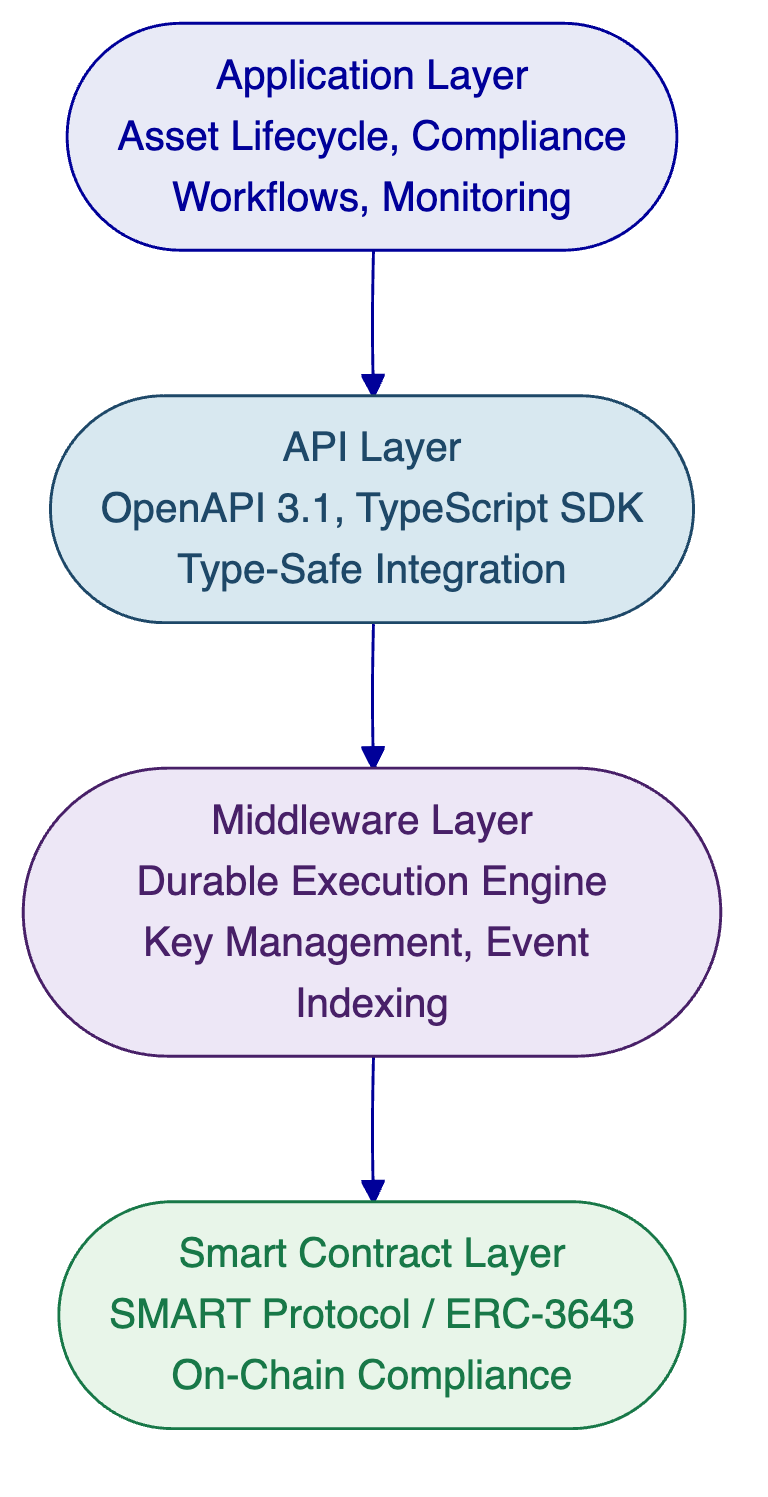 Application Layer
Asset Lifecycle, Compliance
Workflows, Monitoring
API Layer
OpenAPI 3.1, TypeScript SDK
Type-Safe Integration
Middleware Layer
Durable Execution Engine
Key Management, Event
Indexing
Smart Contract Layer
SMART Protocol / ERC-3643
On-Chain Compliance